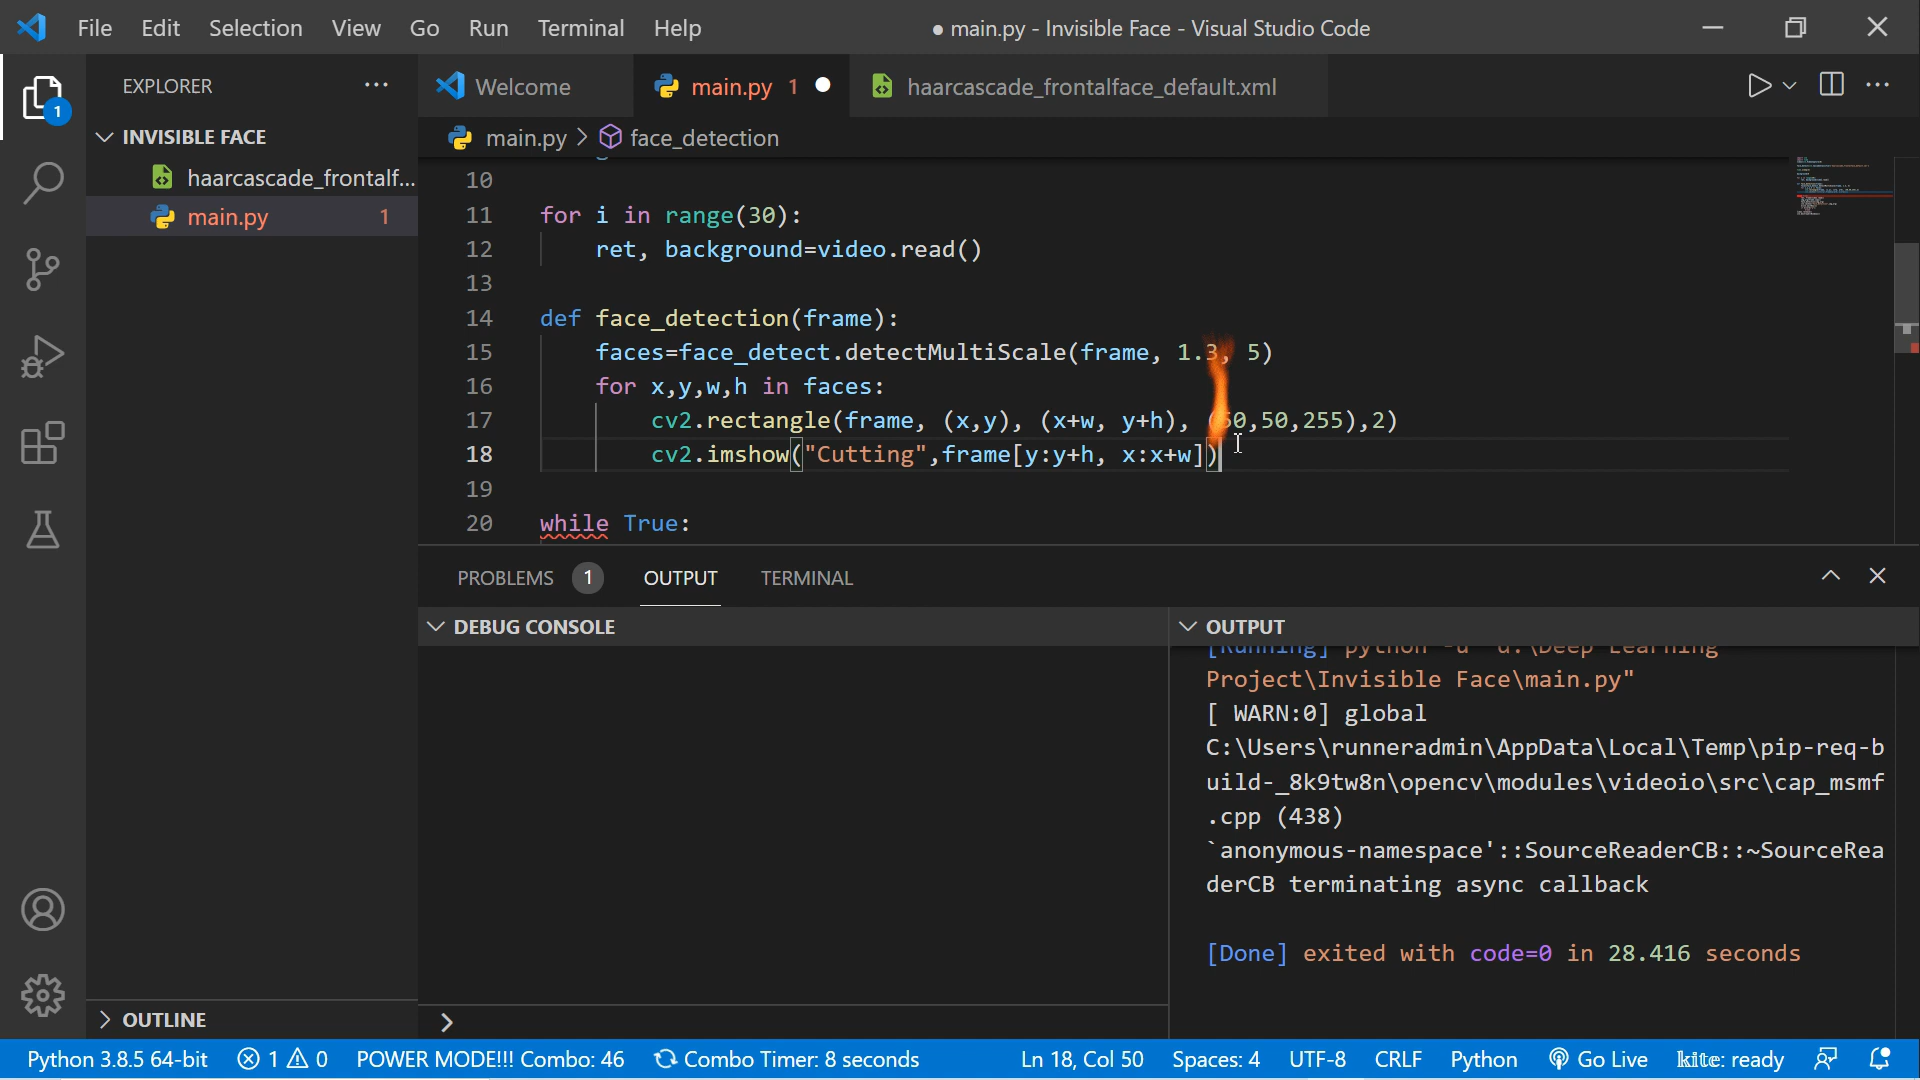 File Edit Selection View Go Run Terminal Help
● main.py - Invisible Face - Visual Studio Code
EXPLORER
INVISIBLE FACE
haarcascade_frontalf...
main.py 1
OUTLINE
Welcome
main.py 1
haarcascade_frontalface_default.xml
main.py > face_detection
10
11 for i in range(30):
12     ret, background=video.read()
13
14 def face_detection(frame):
15     faces=face_detect.detectMultiScale(frame, 1.3, 5)
16     for x,y,w,h in faces:
17         cv2.rectangle(frame, (x,y), (x+w, y+h), (50,50,255),2)
18         cv2.imshow("Cutting",frame[y:y+h, x:x+w])
19
20 while True:
PROBLEMS 1 OUTPUT TERMINAL
DEBUG CONSOLE
OUTPUT
[Running] python -u "d:\Deep Learning
Project\Invisible Face\main.py"
[ WARN:0] global
C:\Users\runneradmin\AppData\Local\Temp\pip-req-b
uild-_8k9tw8n\opencv\modules\videoio\src\cap_msmf
.cpp (438)
`anonymous-namespace'::SourceReaderCB::~SourceRea
derCB terminating async callback
[Done] exited with code=0 in 28.416 seconds
Python 3.8.5 64-bit 1 0 POWER MODE!!! Combo: 46 Combo Timer: 8 seconds Ln 18, Col 50 Spaces: 4 UTF-8 CRLF Python Go Live kite: ready
1